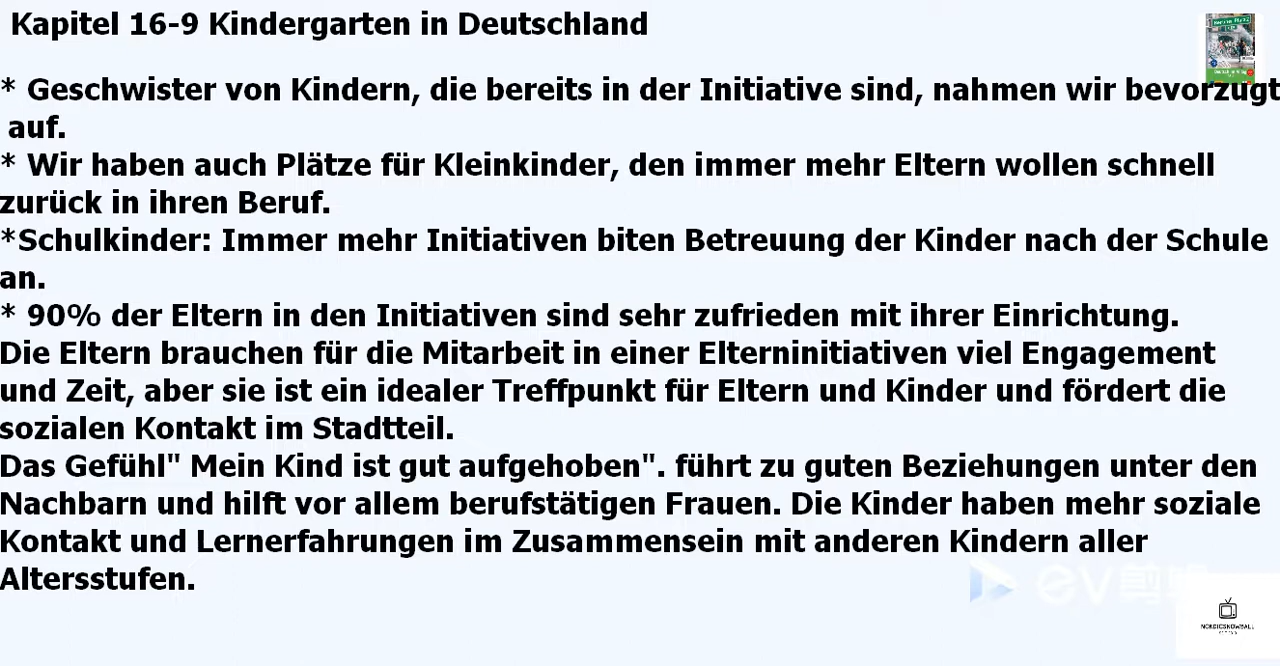 Kapitel 16-9 Kindergarten in Deutschland
* Geschwister von Kindern, die bereits in der Initiative sind, nahmen wir bevorzugt
auf.
* Wir haben auch Plätze für Kleinkinder, den immer mehr Eltern wollen schnell
zurück in ihren Beruf.
*Schulkinder: Immer mehr Initiativen biten Betreuung der Kinder nach der Schule
an.
* 90% der Eltern in den Initiativen sind sehr zufrieden mit ihrer Einrichtung.
Die Eltern brauchen für die Mitarbeit in einer Elterninitiativen viel Engagement
und Zeit, aber sie ist ein idealer Treffpunkt für Eltern und Kinder und fördert die
sozialen Kontakt im Stadtteil.
Das Gefühl" Mein Kind ist gut aufgehoben". führt zu guten Beziehungen unter den
Nachbarn und hilft vor allem berufstätigen Frauen. Die Kinder haben mehr soziale
Kontakt und Lernerfahrungen im Zusammensein mit anderen Kindern aller
Altersstufen.
NORDICSNOWBALL